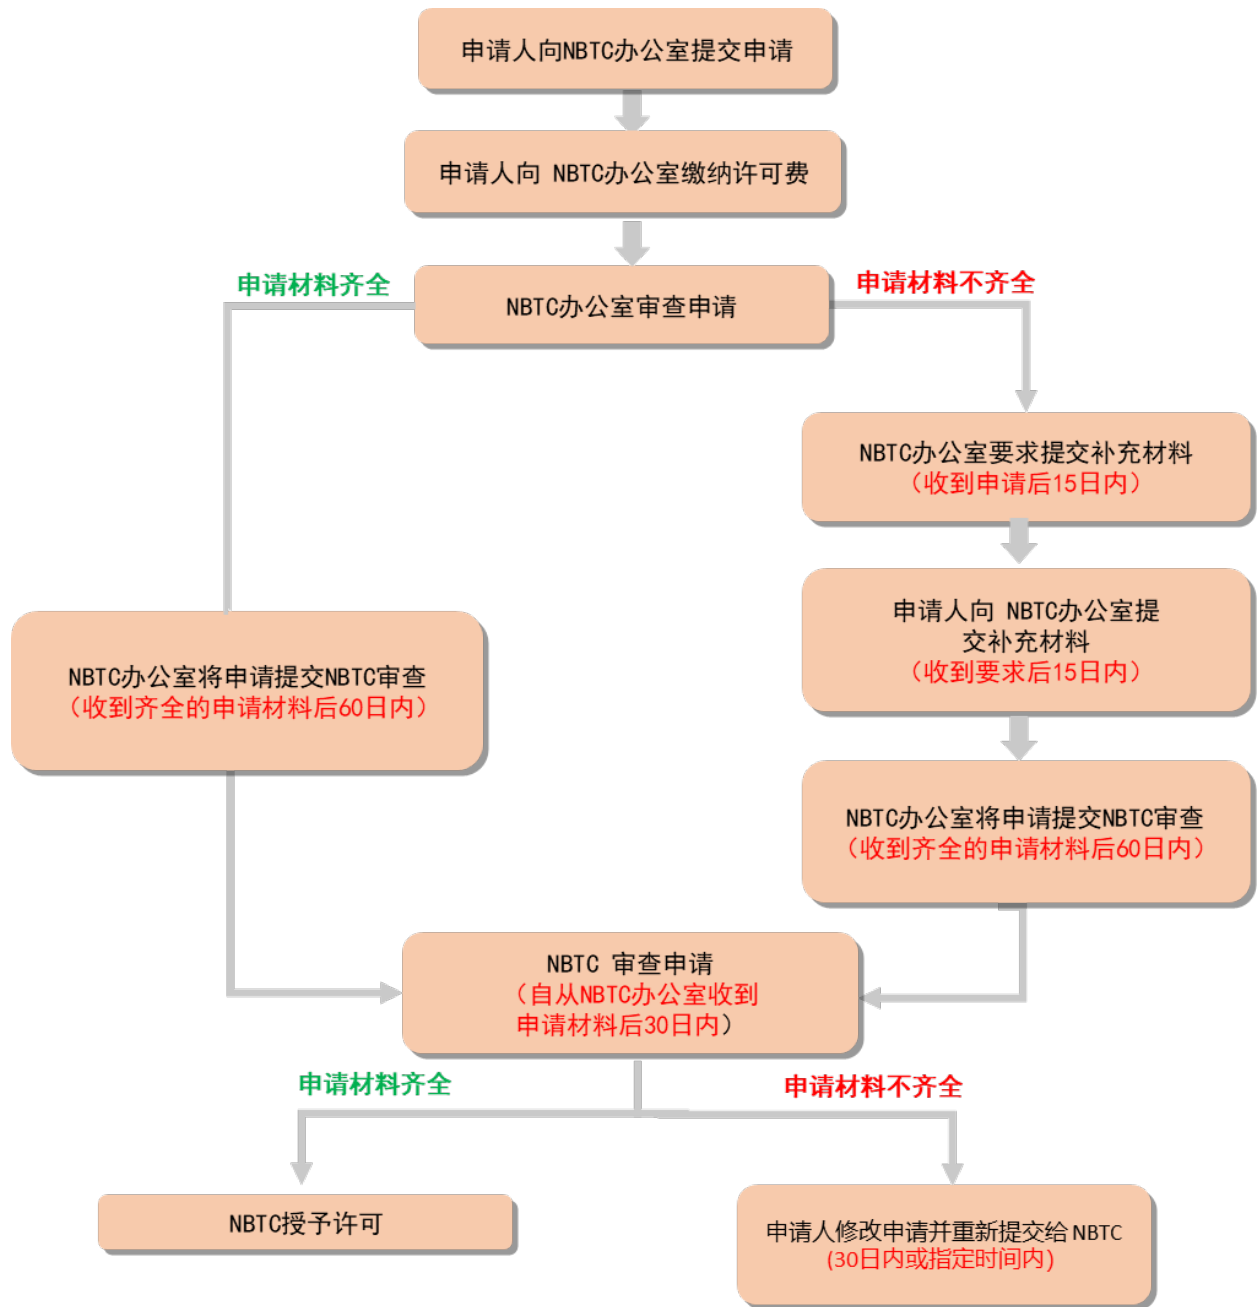 申请人向NBTC办公室提交申请
申请人向 NBTC办公室缴纳许可费
申请材料齐全
申请材料不齐全
NBTC办公室审查申请
NBTC办公室要求提交补充材料
（收到申请后15日内）
申请人向 NBTC办公室提
交补充材料
（收到要求后15日内）
NBTC办公室将申请提交NBTC审查
（收到齐全的申请材料后60日内）
NBTC办公室将申请提交NBTC审查
（收到齐全的申请材料后60日内）
NBTC 审查申请
（自从NBTC办公室收到
申请材料后30日内）
申请材料齐全
申请材料不齐全
NBTC授予许可
申请人修改申请并重新提交给 NBTC
(30日内或指定时间内)